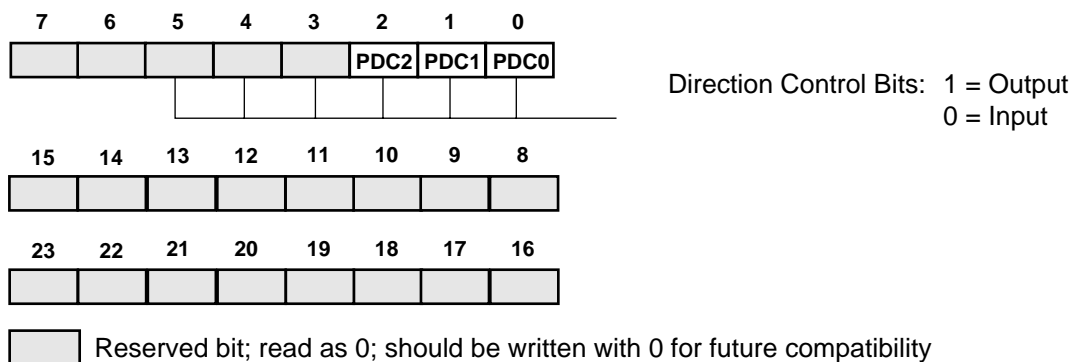 7 6 5 4 3 2 1 0
PDC2 PDC1 PDC0
Direction Control Bits: 1 = Output
0 = Input
15 14 13 12 11 10 9 8
23 22 21 20 19 18 17 16
Reserved bit; read as 0; should be written with 0 for future compatibility